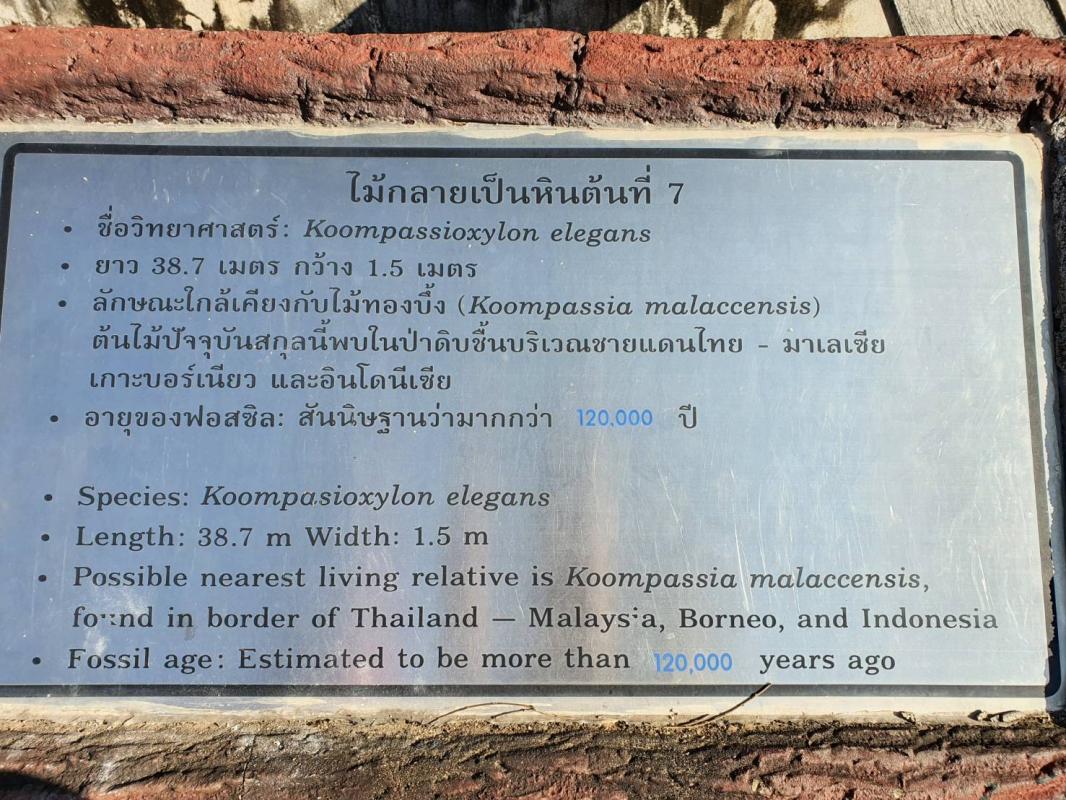 ไม้กลายเป็นหินต้นที่ 7
• ชื่อวิทยาศาสตร์: Koompassioxylon elegans
• ยาว 38.7 เมตร กว้าง 1.5 เมตร
• ลักษณะใกล้เคียงกับไม้ทองบึ้ง (Koompassia malaccensis)
ต้นไม้ปัจจุบันสกุลนี้พบในป่าดิบชื้นบริเวณชายแดนไทย - มาเลเซีย
เกาะบอร์เนียว และอินโดนีเซีย
• อายุของฟอสซิล: สันนิษฐานว่ามากกว่า 120,000 ปี
• Species: Koompasioxylon elegans
• Length: 38.7 m Width: 1.5 m
• Possible nearest living relative is Koompassia malaccensis,
found in border of Thailand — Malaysia, Borneo, and Indonesia
• Fossil age: Estimated to be more than 120,000 years ago